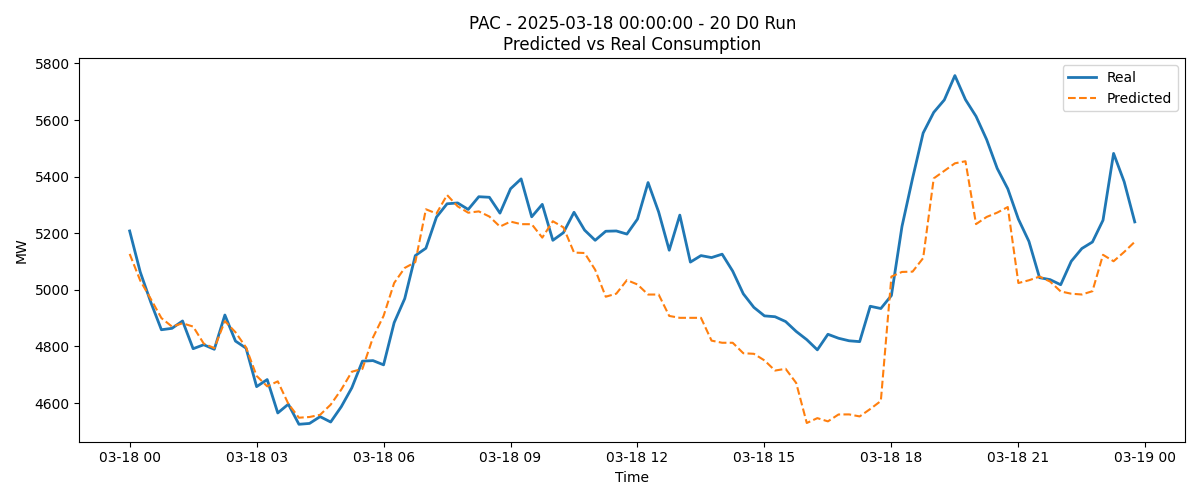 PAC - 2025-03-18 00:00:00 - 20 D0 Run
Predicted vs Real Consumption
5800
5600
5400
5200
5000
4800
4600
MW
Real
Predicted
03-18 00
03-18 03
03-18 06
03-18 09
03-18 12
03-18 15
03-18 18
03-18 21
03-19 00
Time